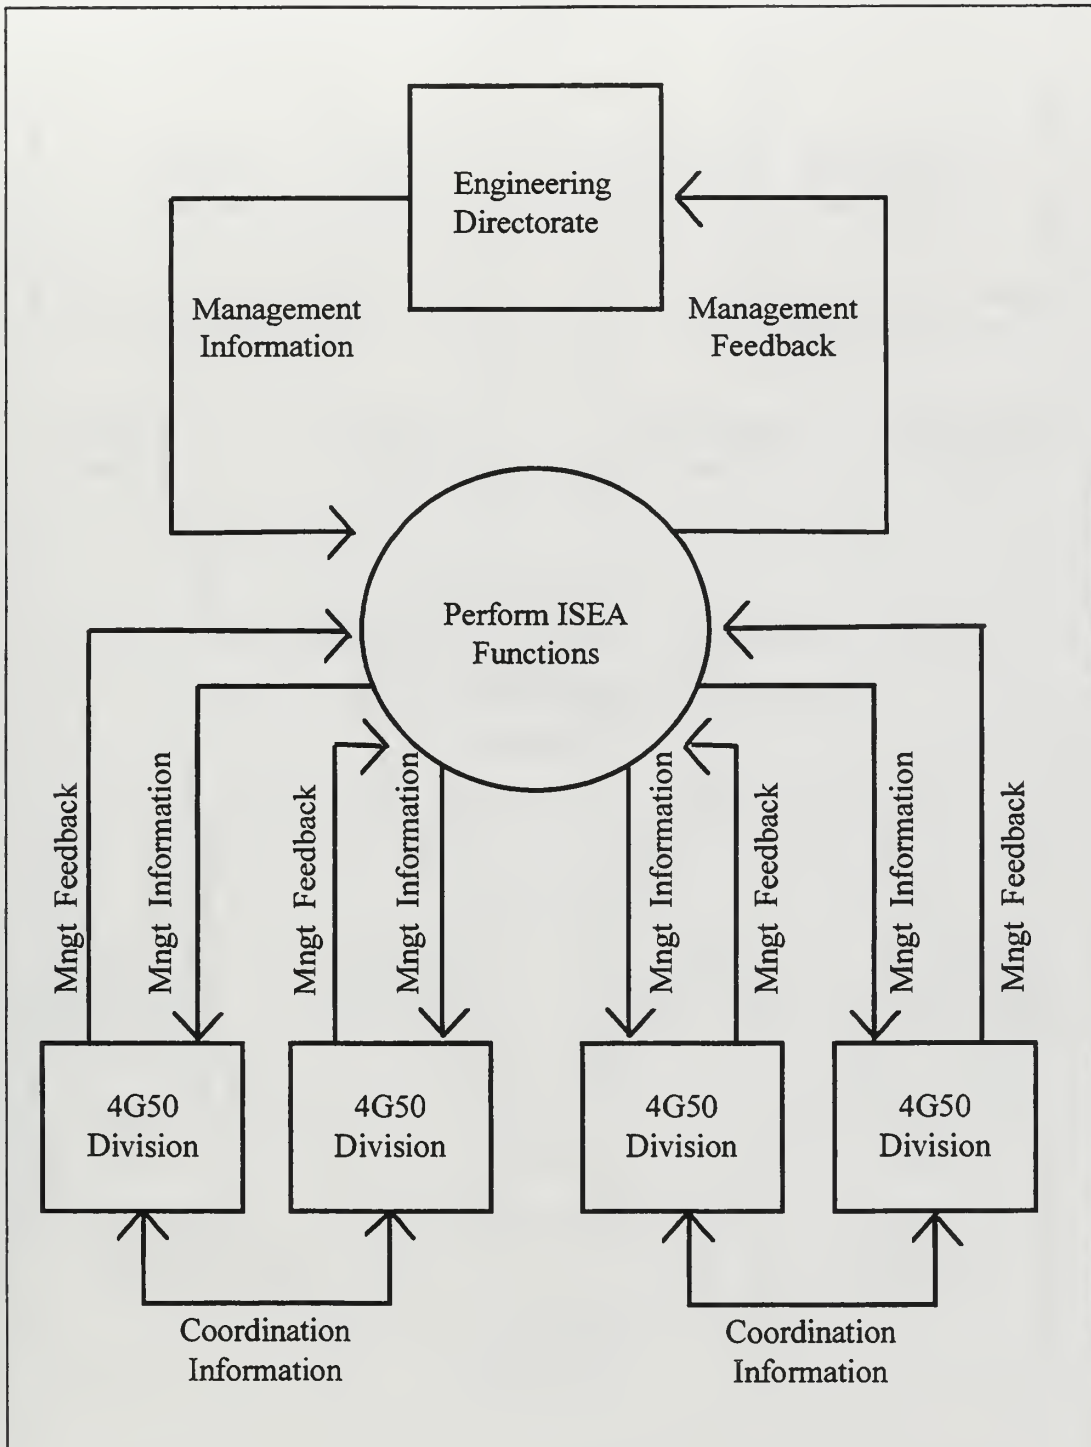 Engineering
Directorate
Management
Information
Management
Feedback
Perform ISEA
Functions
Mngt Feedback
Mngt Information
Mngt Feedback
Mngt Information
Mngt Information
Mngt Feedback
Mngt Information
Mngt Feedback
4G50
Division
4G50
Division
4G50
Division
4G50
Division
Coordination
Information
Coordination
Information